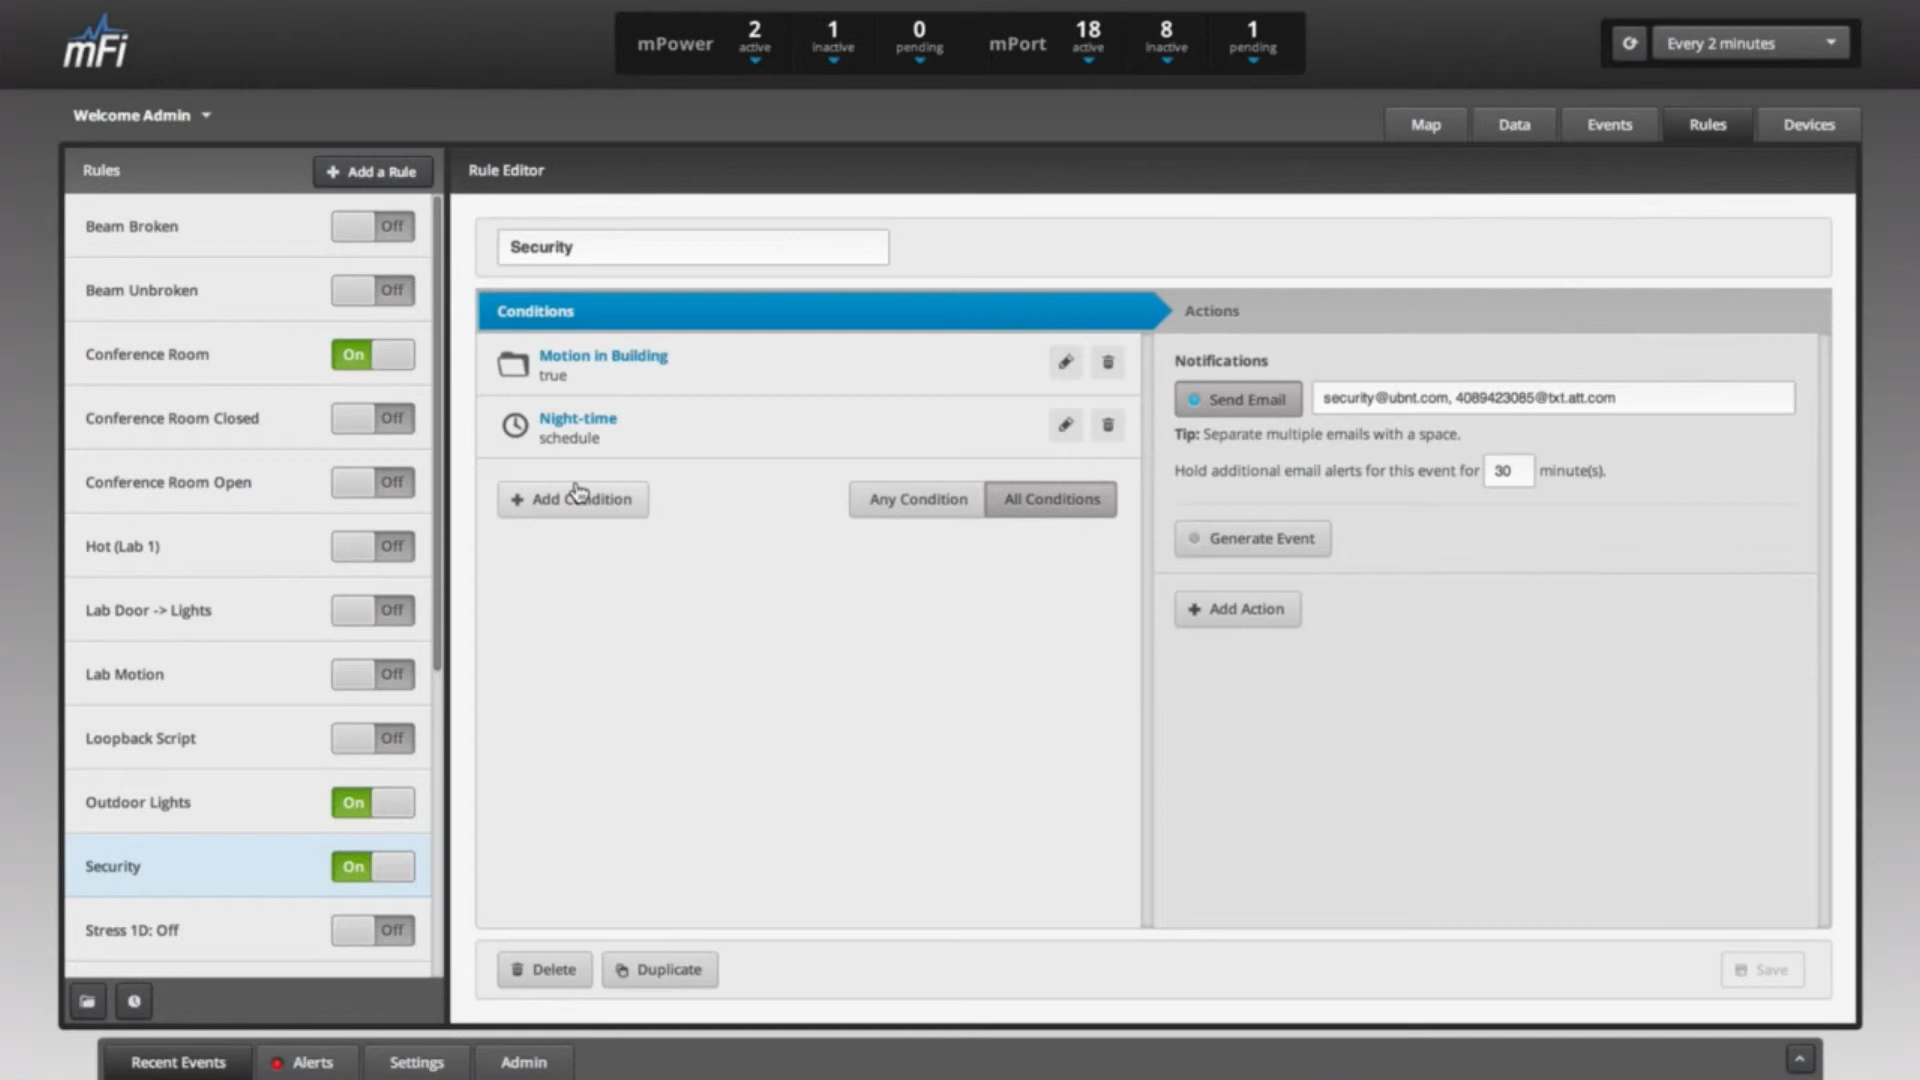 mFi
mPower 2 active 1 inactive 0 pending mPort 18 active 8 inactive 1 pending
Every 2 minutes
Welcome Admin
Map Data Events Rules Devices
Rules
+ Add a Rule
Rule Editor
Beam Broken Off
Beam Unbroken Off
Conference Room On
Conference Room Closed Off
Conference Room Open Off
Hot (Lab 1) Off
Lab Door -> Lights Off
Lab Motion Off
Loopback Script Off
Outdoor Lights On
Security On
Stress 1D: Off Off
Security
Conditions
Motion in Building
true
Night-time
schedule
+ Add Condition
Any Condition All Conditions
Actions
Notifications
Send Email security@ubnt.com, 4089423085@txt.att.com
Tip: Separate multiple emails with a space.
Hold additional email alerts for this event for 30 minute(s).
Generate Event
+ Add Action
Delete Duplicate
Save
Recent Events Alerts Settings Admin